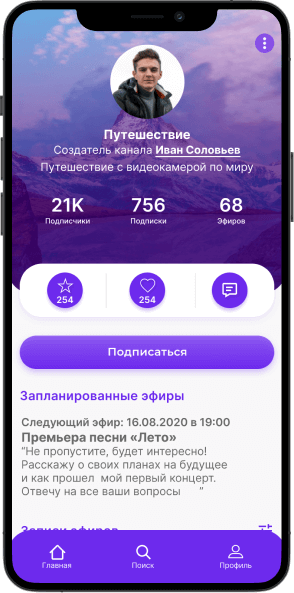 Путешествие
Создатель канала Иван Соловьев
Путешествие с видеокамерой по миру
21K 756 68
Подписчики Подписки Эфиров
254 254
Подписаться
Запланированные эфиры
Следующий эфир: 16.08.2020 в 19:00
Премьера песни «Лето»
“Не пропустите, будет интересно!
Расскажу о своих планах на будущее
и как прошел мой первый концерт.
Отвечу на все ваши вопросы ”
Записи эфиров
Главная Поиск Профиль